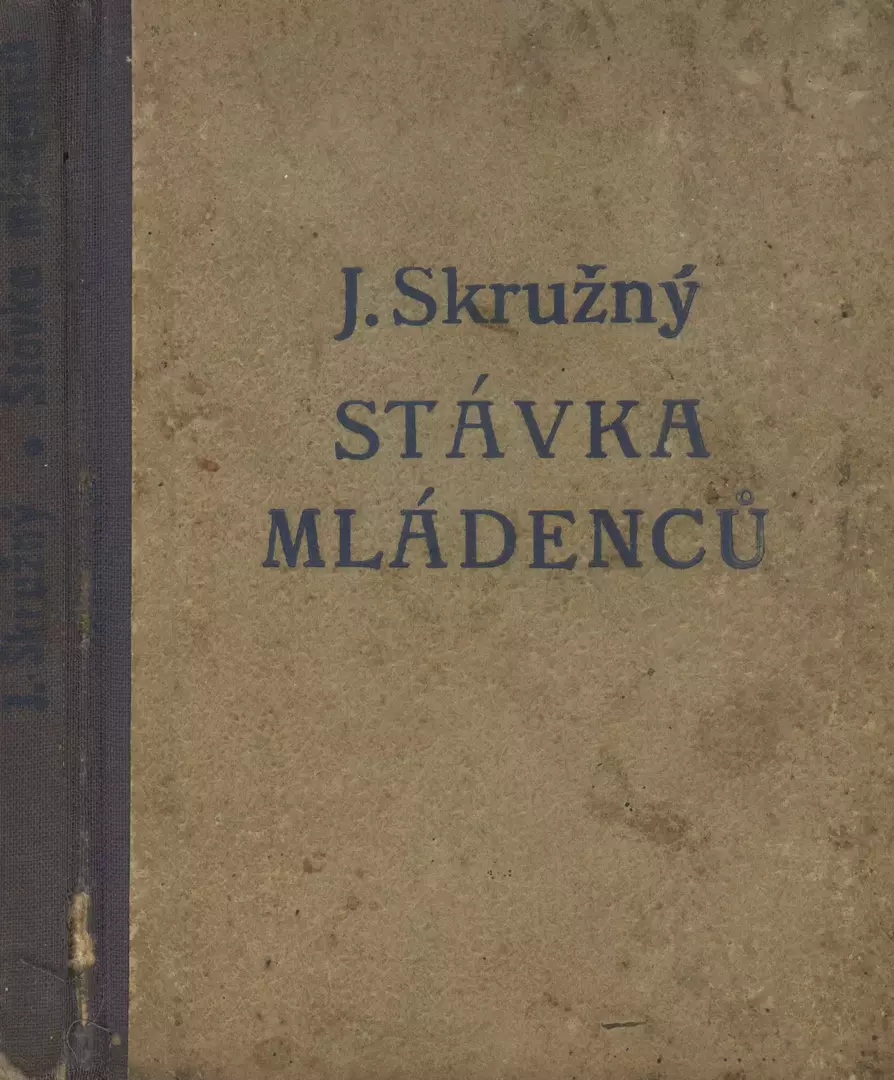 J. Skružný
STÁVKA
MLÁDENCŮ
J. Skružný • Stávka mládenců